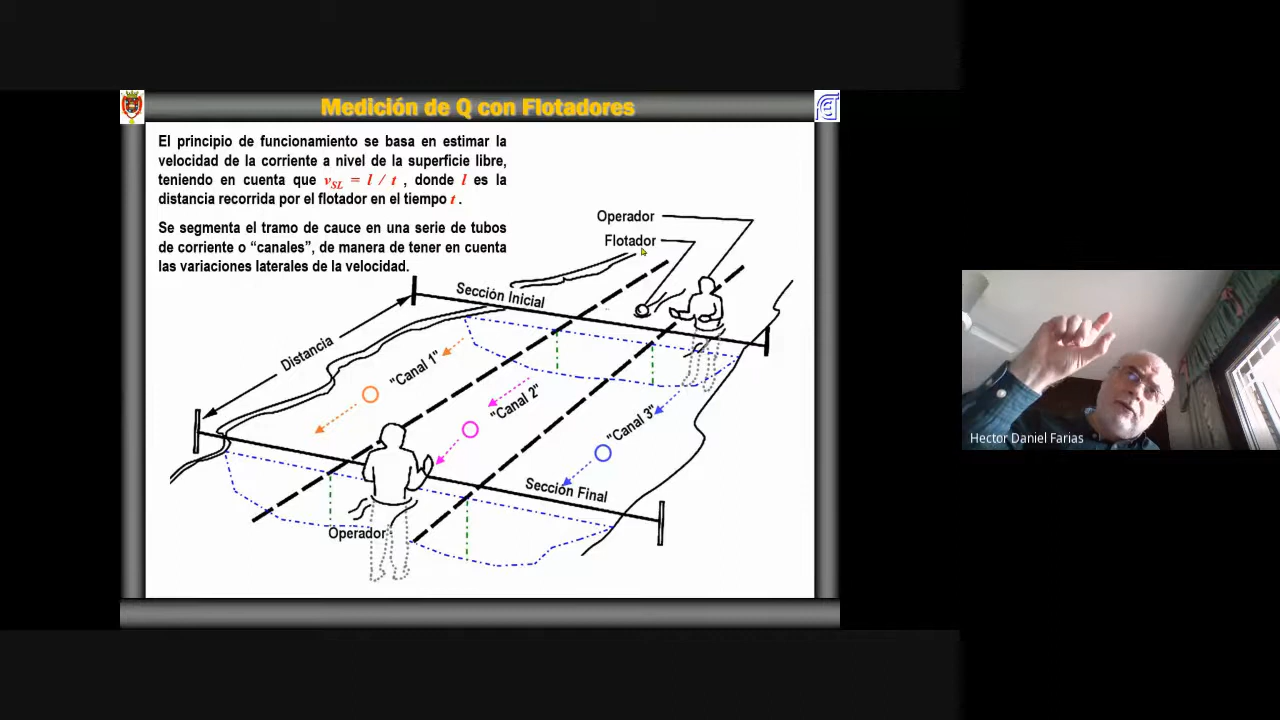 Medición de Q con Flotadores
El principio de funcionamiento se basa en estimar la
velocidad de la corriente a nivel de la superficie libre,
teniendo en cuenta que v_SL = l / t , donde l es la
distancia recorrida por el flotador en el tiempo t .
Se segmenta el tramo de cauce en una serie de tubos
de corriente o “canales”, de manera de tener en cuenta
las variaciones laterales de la velocidad.
Operador
Flotador
Sección Inicial
Distancia
"Canal 1"
"Canal 2"
"Canal 3"
Sección Final
Operador
Hector Daniel Farias